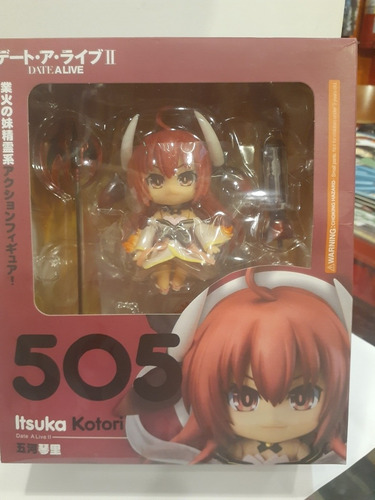 デート・ア・ライブII
DATE A LIVE
業火の妹精霊系アクションフィギュア!
WARNING:
CHOKING HAZARD
505
Itsuka Kotori
Date A Live II
五河琴里